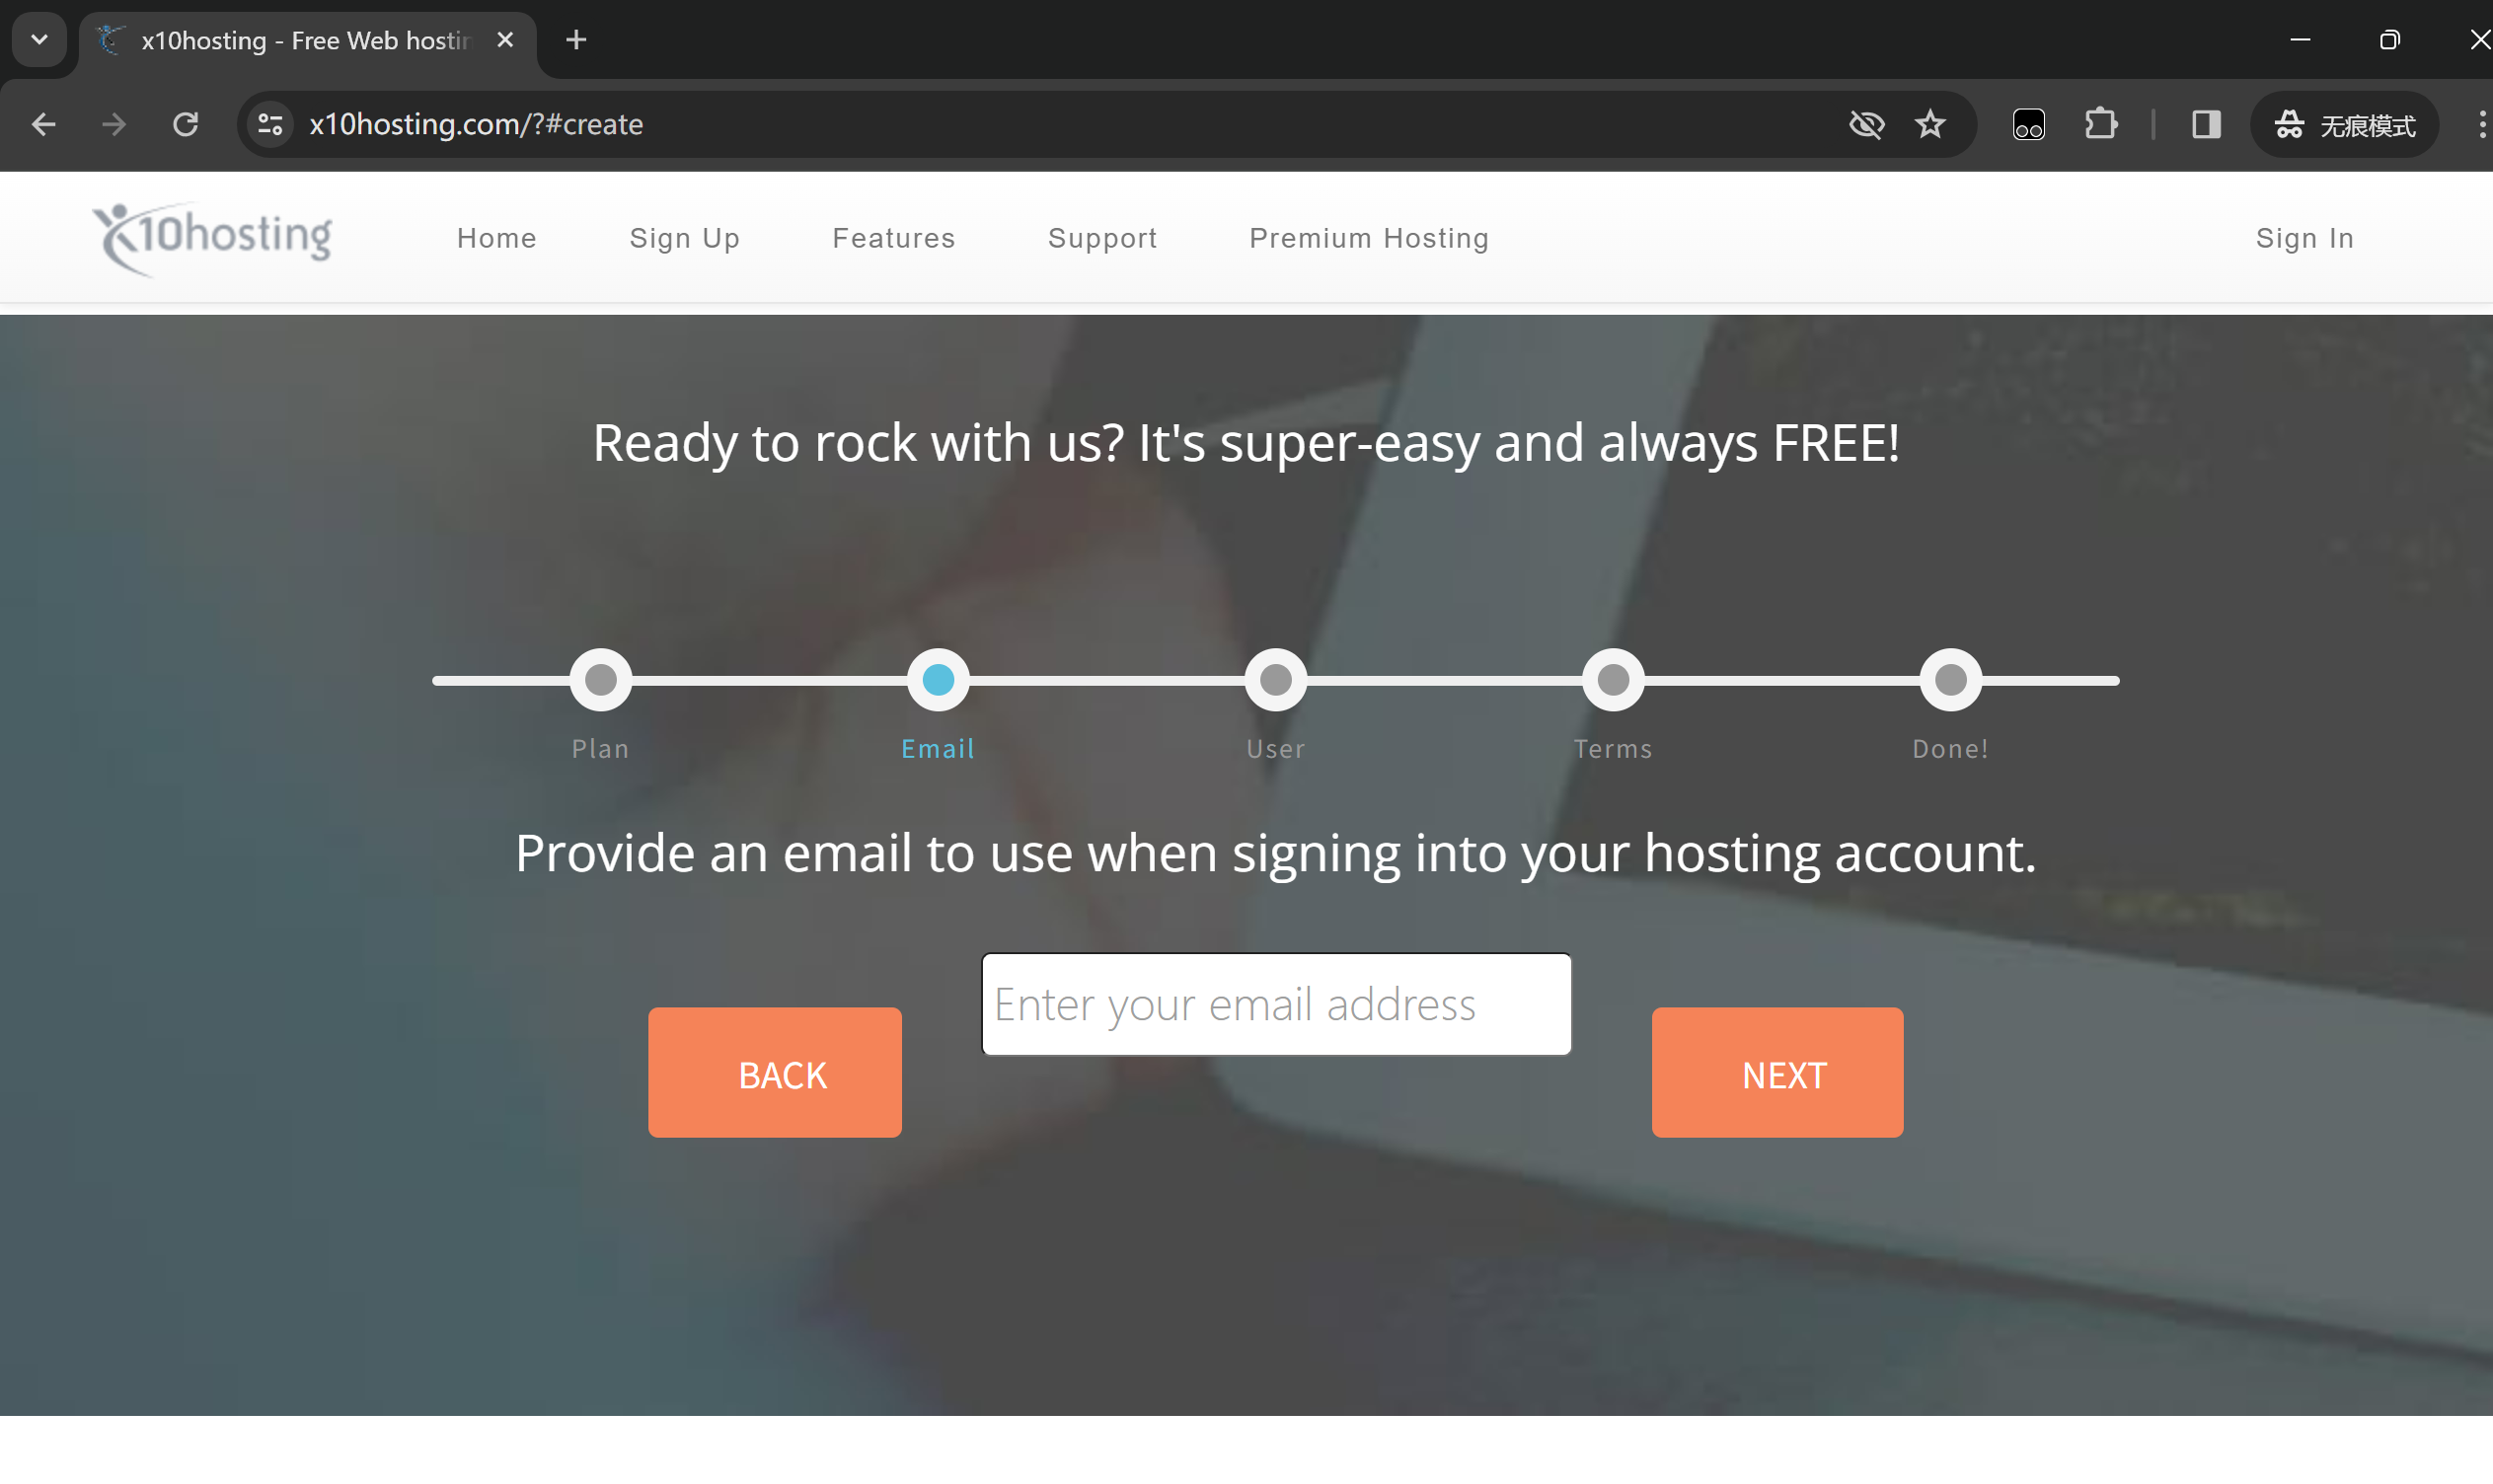 x10hosting - Free Web hostin
x10hosting.com/?#create
无痕模式
x10hosting
Home
Sign Up
Features
Support
Premium Hosting
Sign In
Ready to rock with us? It's super-easy and always FREE!
Plan
Email
User
Terms
Done!
Provide an email to use when signing into your hosting account.
Enter your email address
BACK
NEXT